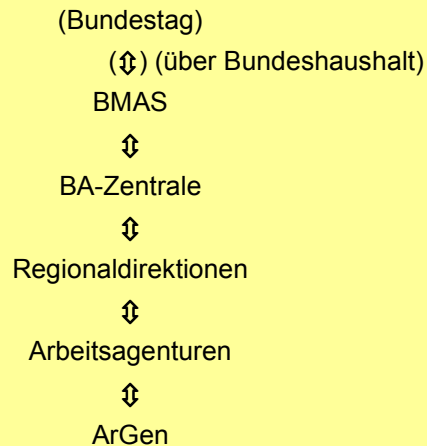 (Bundestag)
(⇕) (über Bundeshaushalt)
BMAS
⇕
BA-Zentrale
⇕
Regionaldirektionen
⇕
Arbeitsagenturen
⇕
ArGen